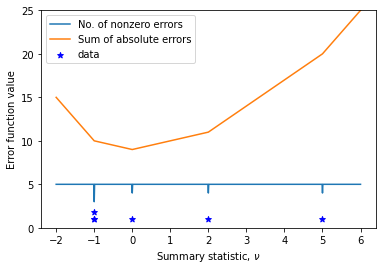 25
20
15
10
5
0
Error function value
No. of nonzero errors
Sum of absolute errors
data
−2 −1 0 1 2 3 4 5 6
Summary statistic, ν